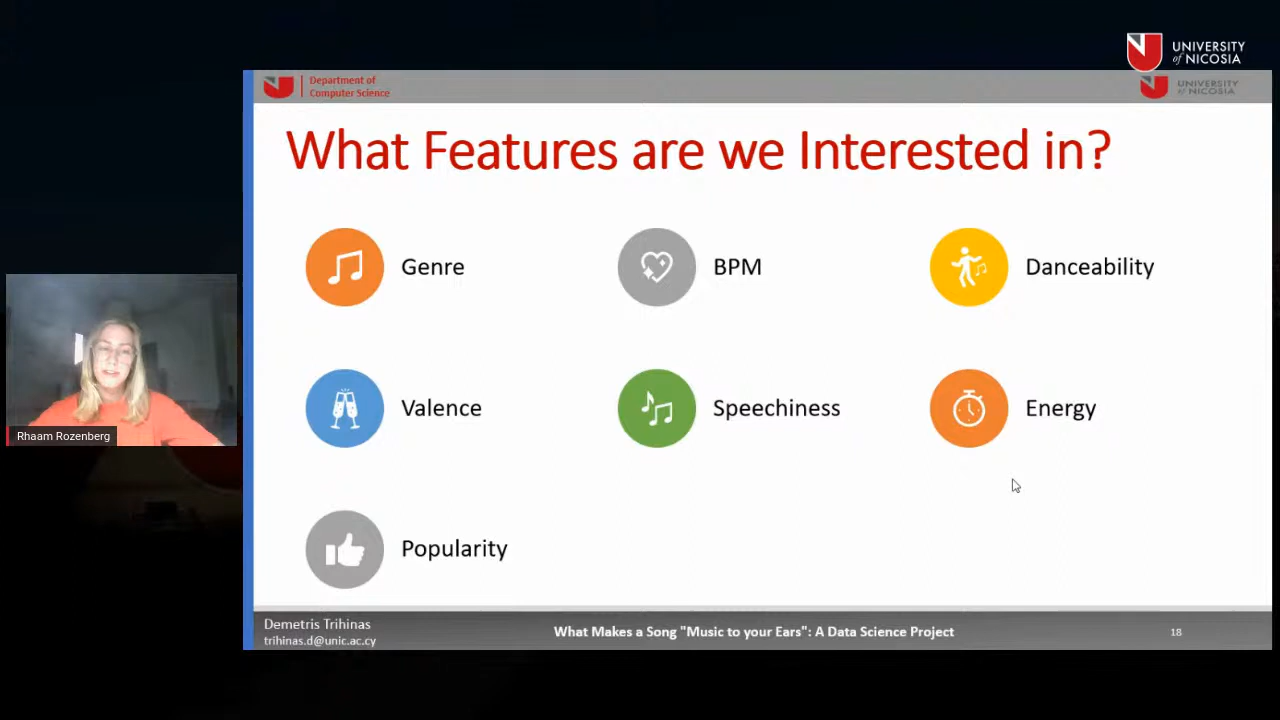 UNIVERSITY
of NICOSIA
Department of
Computer Science
UNIVERSITY
of NICOSIA
What Features are we Interested in?
Genre
BPM
Danceability
Valence
Speechiness
Energy
Rhaam Rozenberg
Popularity
Demetris Trihinas
trihinas.d@unic.ac.cy
What Makes a Song "Music to your Ears": A Data Science Project
18